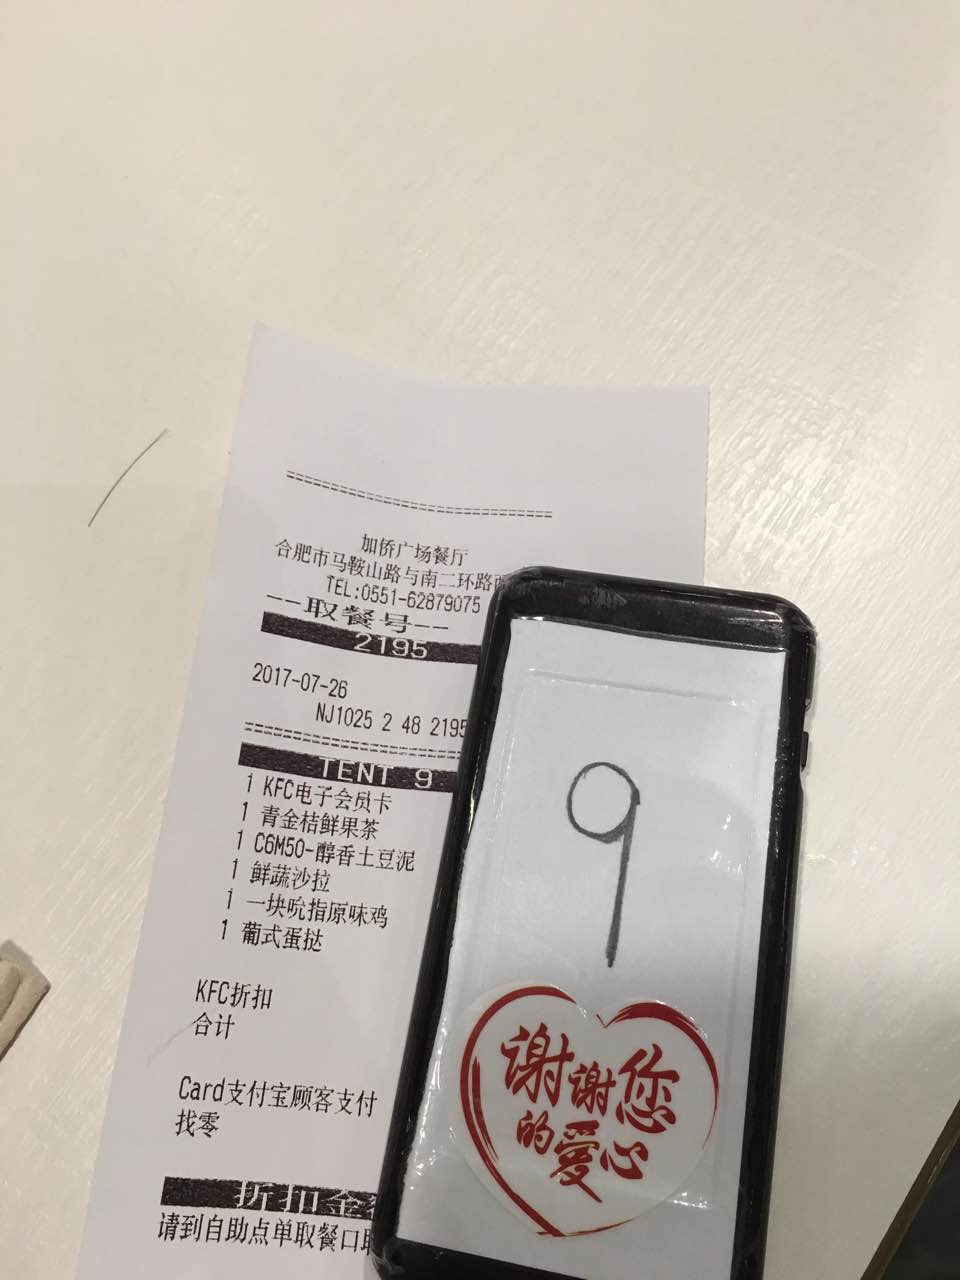 加侨广场餐厅
合肥市马鞍山路与南二环路
TEL:0551-62879075
--取餐号--
2195
2017-07-26
NJ1025 2 48 2195
TENT 9
1 KFC电子会员卡
1 青金桔鲜果茶
1 C6M50-醇香土豆泥
1 鲜蔬沙拉
1 一块吮指原味鸡
1 葡式蛋挞
KFC折扣
合计
Card支付宝顾客支付
找零
折扣金
请到自助点单取餐口取
9
谢谢您
的爱心